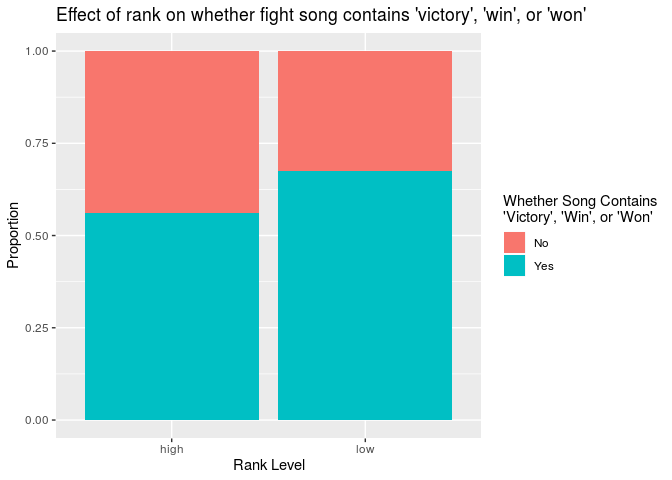 Effect of rank on whether fight song contains 'victory', 'win', or 'won'
1.00
0.75
0.50
0.25
0.00
Proportion
high
low
Rank Level
Whether Song Contains
'Victory', 'Win', or 'Won'
No
Yes